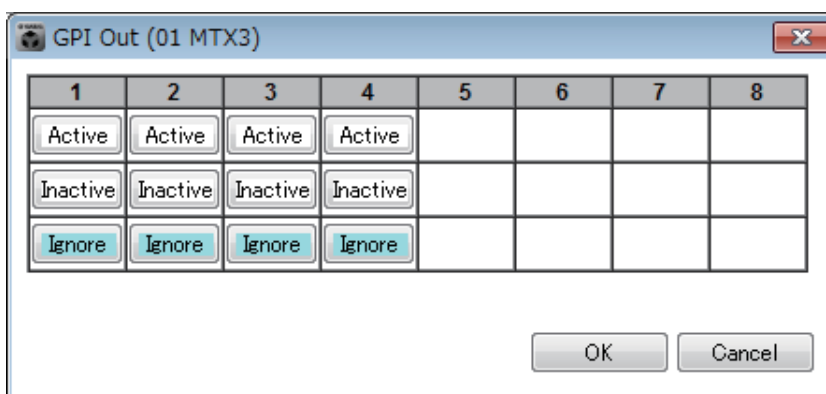 GPI Out (01 MTX3)
1 2 3 4 5 6 7 8
Active Active Active Active
Inactive Inactive Inactive Inactive
Ignore Ignore Ignore Ignore
OK Cancel